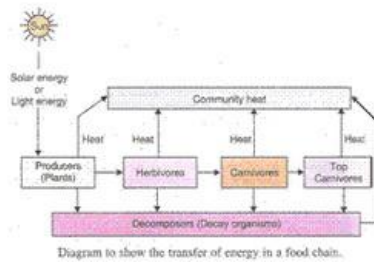 Sun
Solar energy
or
Light energy
Community heat
Heat
Heat
Heat
Heat
Producers
(Plants)
Herbivores
Carnivores
Top
Carnivores
Decomposers (Decay organisms)
Diagram to show the transfer of energy in a food chain.